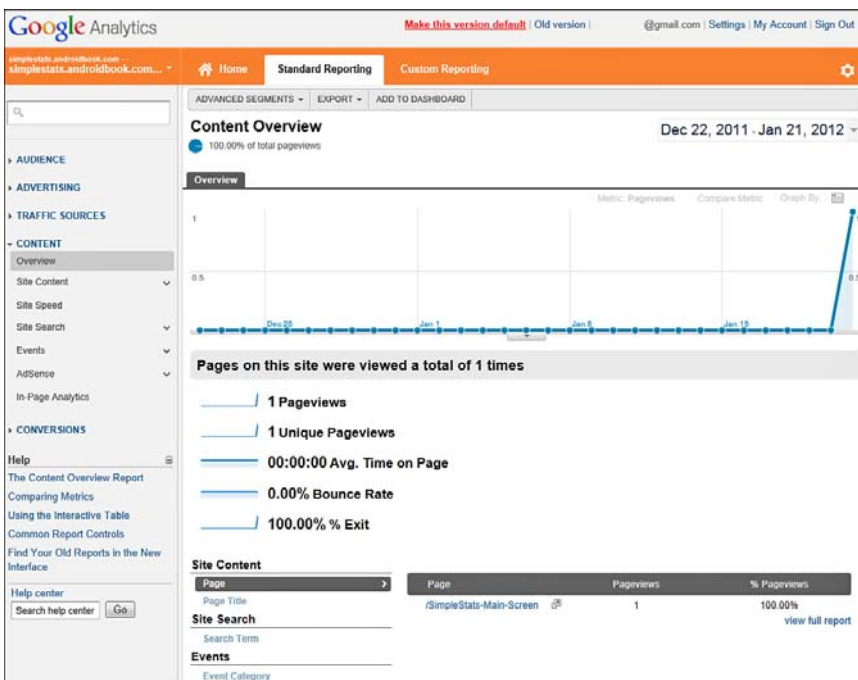 Google Analytics
Make this version default | Old version |
@gmail.com | Settings | My Account | Sign Out
simplestats.androidbook.com - -
simplestats.androidbook.com...
Home
Standard Reporting
Custom Reporting
ADVANCED SEGMENTS
EXPORT
ADD TO DASHBOARD
Content Overview
100.00% of total pageviews
Dec 22, 2011 - Jan 21, 2012
AUDIENCE
ADVERTISING
TRAFFIC SOURCES
CONTENT
Overview
Site Content
Site Speed
Site Search
Events
AdSense
In-Page Analytics
CONVERSIONS
Help
The Content Overview Report
Comparing Metrics
Using the Interactive Table
Common Report Controls
Find Your Old Reports in the New
Interface
Help center
Search help center Go
Overview
Metric: Pageviews Compare Metric Graph By:
1
1
0.5
0.5
Dec 25
Jan 1
Jan 8
Jan 15
Pages on this site were viewed a total of 1 times
1 Pageviews
1 Unique Pageviews
00:00:00 Avg. Time on Page
0.00% Bounce Rate
100.00% % Exit
Site Content
Page
Page Title
Site Search
Search Term
Events
Event Category
Page Pageviews % Pageviews
/SimpleStats-Main-Screen 1 100.00%
view full report